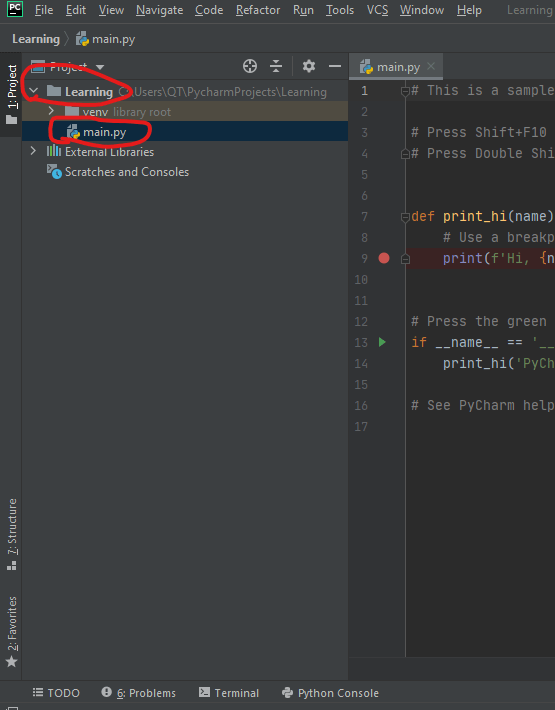 PC File Edit View Navigate Code Refactor Run Tools VCS Window Help Learning
Learning main.py
1: Project
Project
main.py
Learning C:\Users\QT\PycharmProjects\Learning
venv library root
main.py
External Libraries
Scratches and Consoles
1 # This is a sample
2
3 # Press Shift+F10
4 # Press Double Shi
5
6
7 def print_hi(name)
8 # Use a breakp
9 print(f'Hi, {n
10
11
12 # Press the green
13 if __name__ == '__
14 print_hi('PyCh
15
16 # See PyCharm help
17
7: Structure
2: Favorites
TODO 6: Problems Terminal Python Console